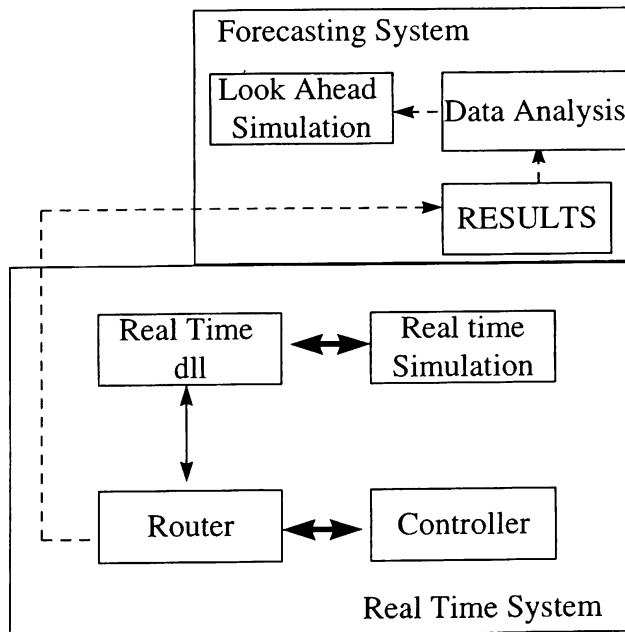 Forecasting System
Look Ahead
Simulation
Data Analysis
RESULTS
Real Time
dll
Real time
Simulation
Router
Controller
Real Time System